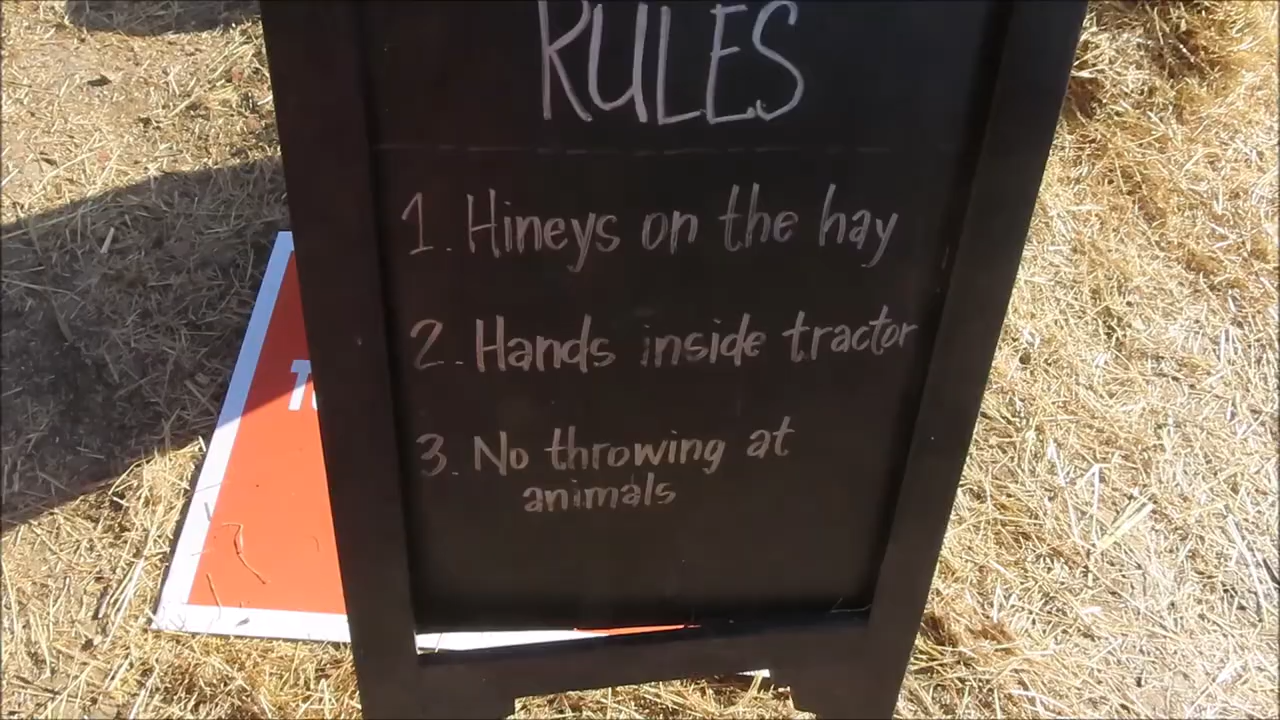 RULES
1. Hineys on the hay
2. Hands inside tractor
3. No throwing at
animals